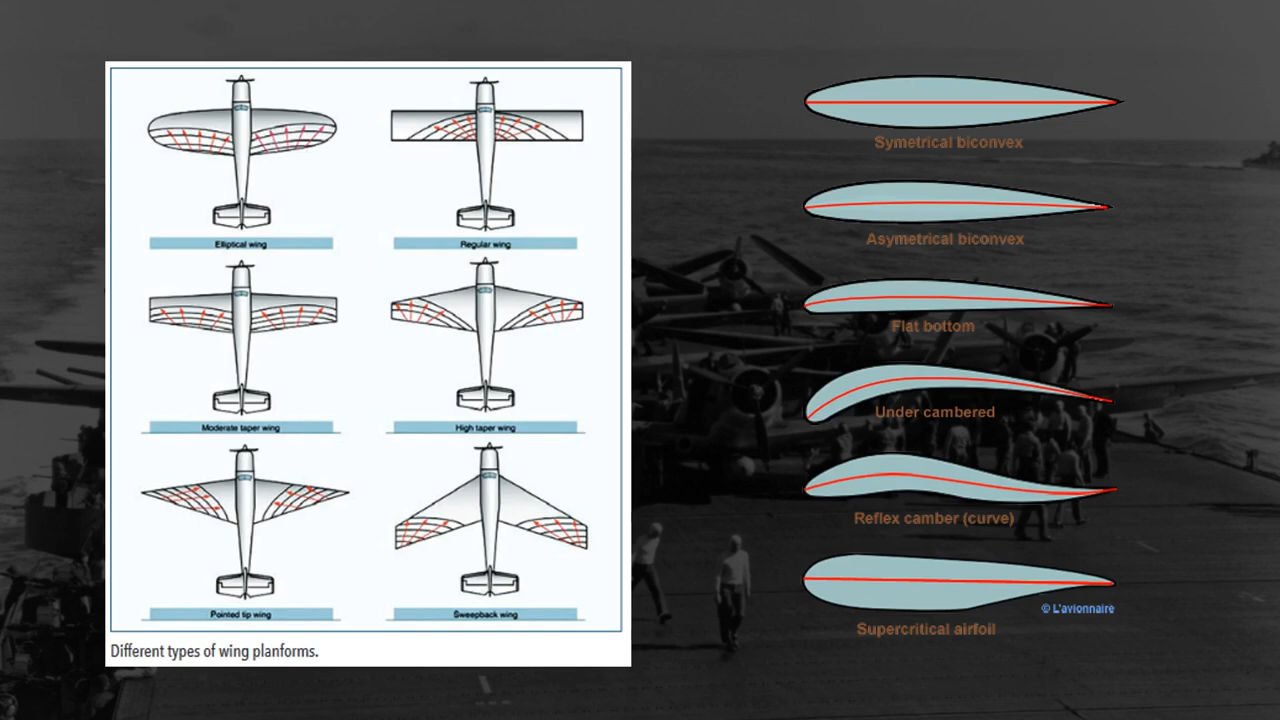 Elliptical wing
Regular wing
Moderate taper wing
High taper wing
Pointed tip wing
Sweepback wing
Different types of wing planforms.
Symetrical biconvex
Asymetrical biconvex
Flat bottom
Under cambered
Reflex camber (curve)
© L'avionnaire
Supercritical airfoil